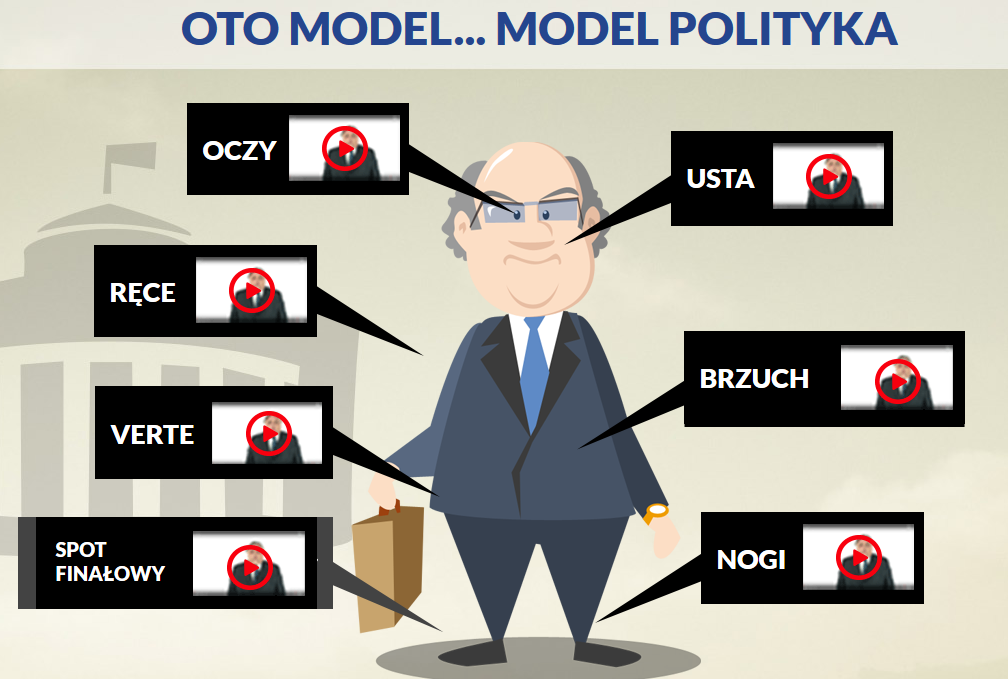 OTO MODEL... MODEL POLITYKA
OCZY
USTA
RĘCE
BRZUCH
VERTE
SPOT
FINAŁOWY
NOGI